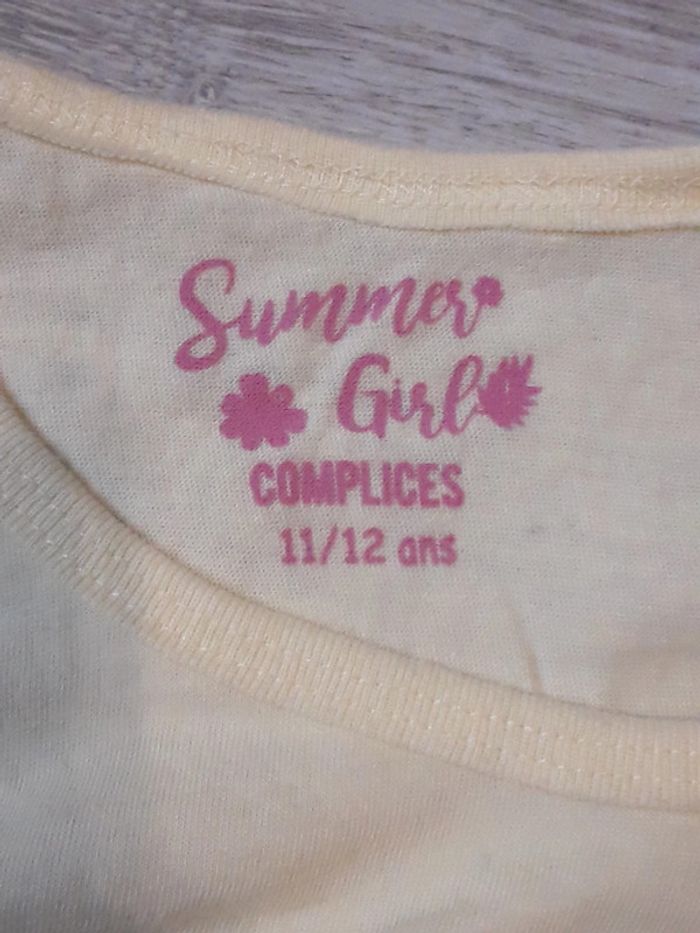 Summer
Girl
COMPLICES
11/12 ans